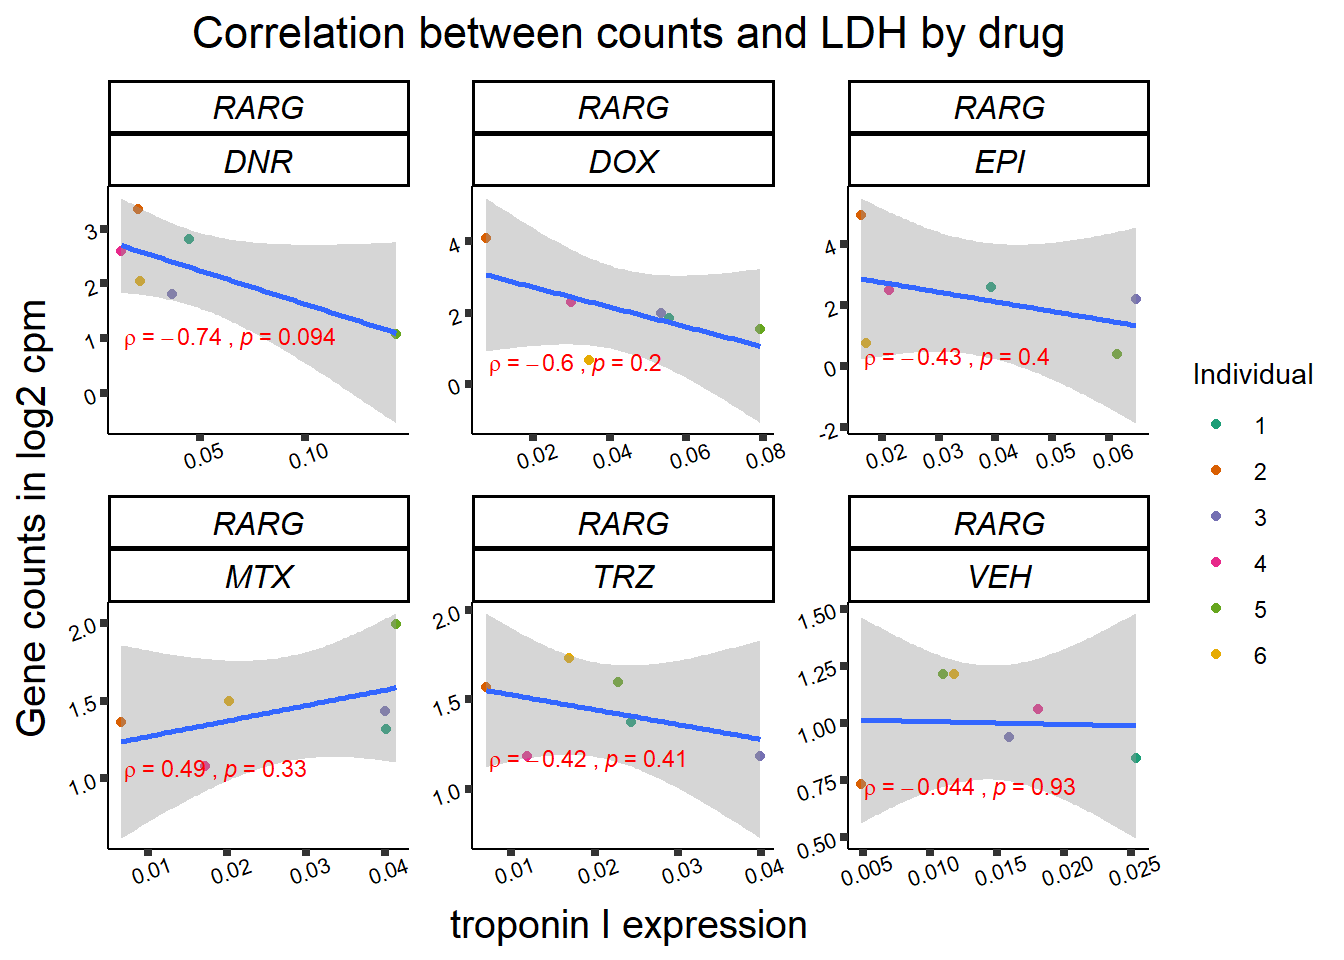 Correlation between counts and LDH by drug
RARG
RARG
RARG
DNR
DOX
EPI
3
2
1
0
ρ = −0.74 , p = 0.094
0.05
0.10
4
2
0
ρ = −0.6 , p = 0.2
0.02
0.04
0.06
0.08
4
2
0
-2
ρ = −0.43 , p = 0.4
0.02
0.03
0.04
0.05
0.06
RARG
RARG
RARG
MTX
TRZ
VEH
2.0
1.5
1.0
ρ = 0.49 , p = 0.33
0.01
0.02
0.03
0.04
2.0
1.5
1.0
ρ = −0.42 , p = 0.41
0.01
0.02
0.03
0.04
1.50
1.25
1.00
0.75
0.50
ρ = −0.044 , p = 0.93
0.005
0.010
0.015
0.020
0.025
Gene counts in log2 cpm
troponin I expression
Individual
1
2
3
4
5
6